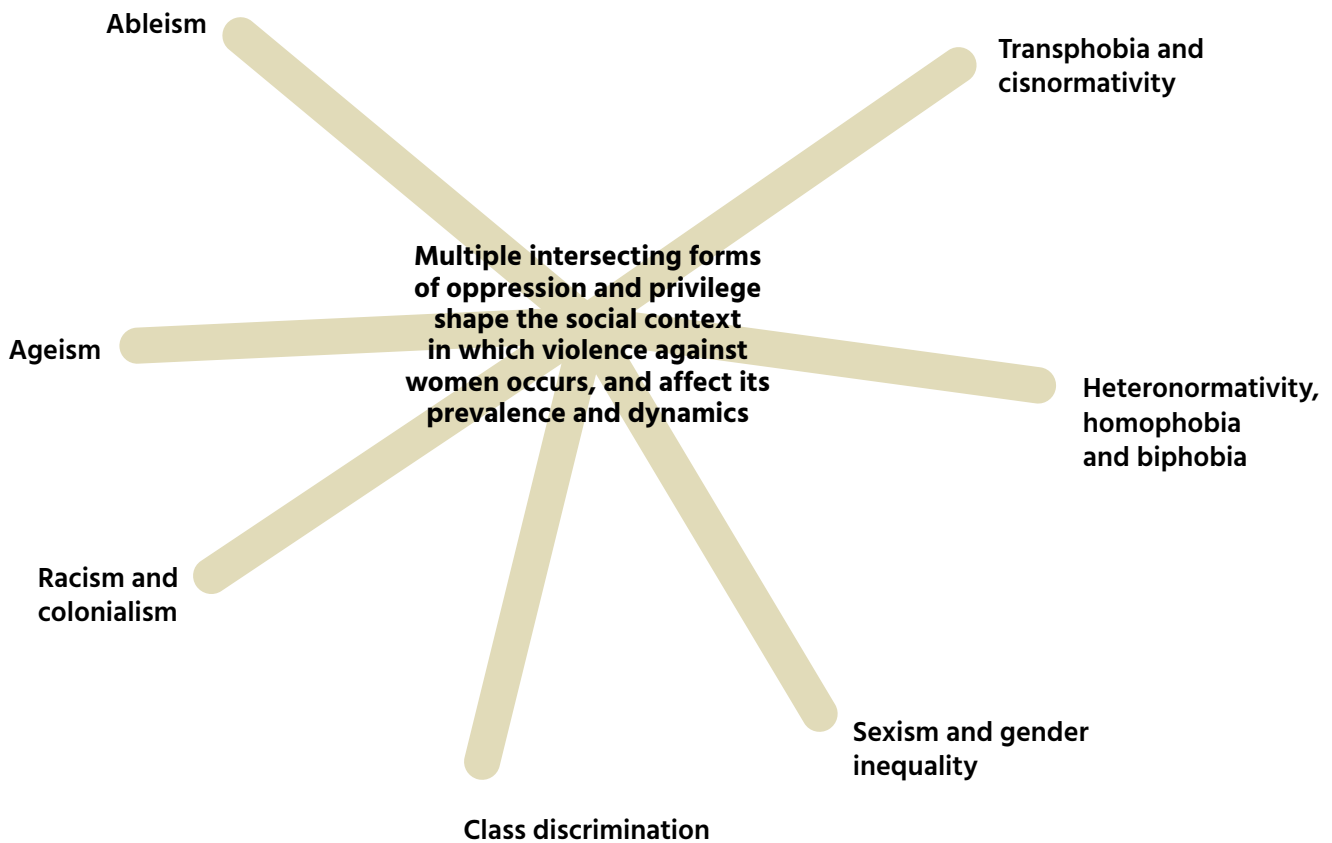 Ableism
Transphobia and
cisnormativity
Multiple intersecting forms
of oppression and privilege
shape the social context
in which violence against
women occurs, and affect its
prevalence and dynamics
Ageism
Heteronormativity,
homophobia
and biphobia
Racism and
colonialism
Sexism and gender
inequality
Class discrimination